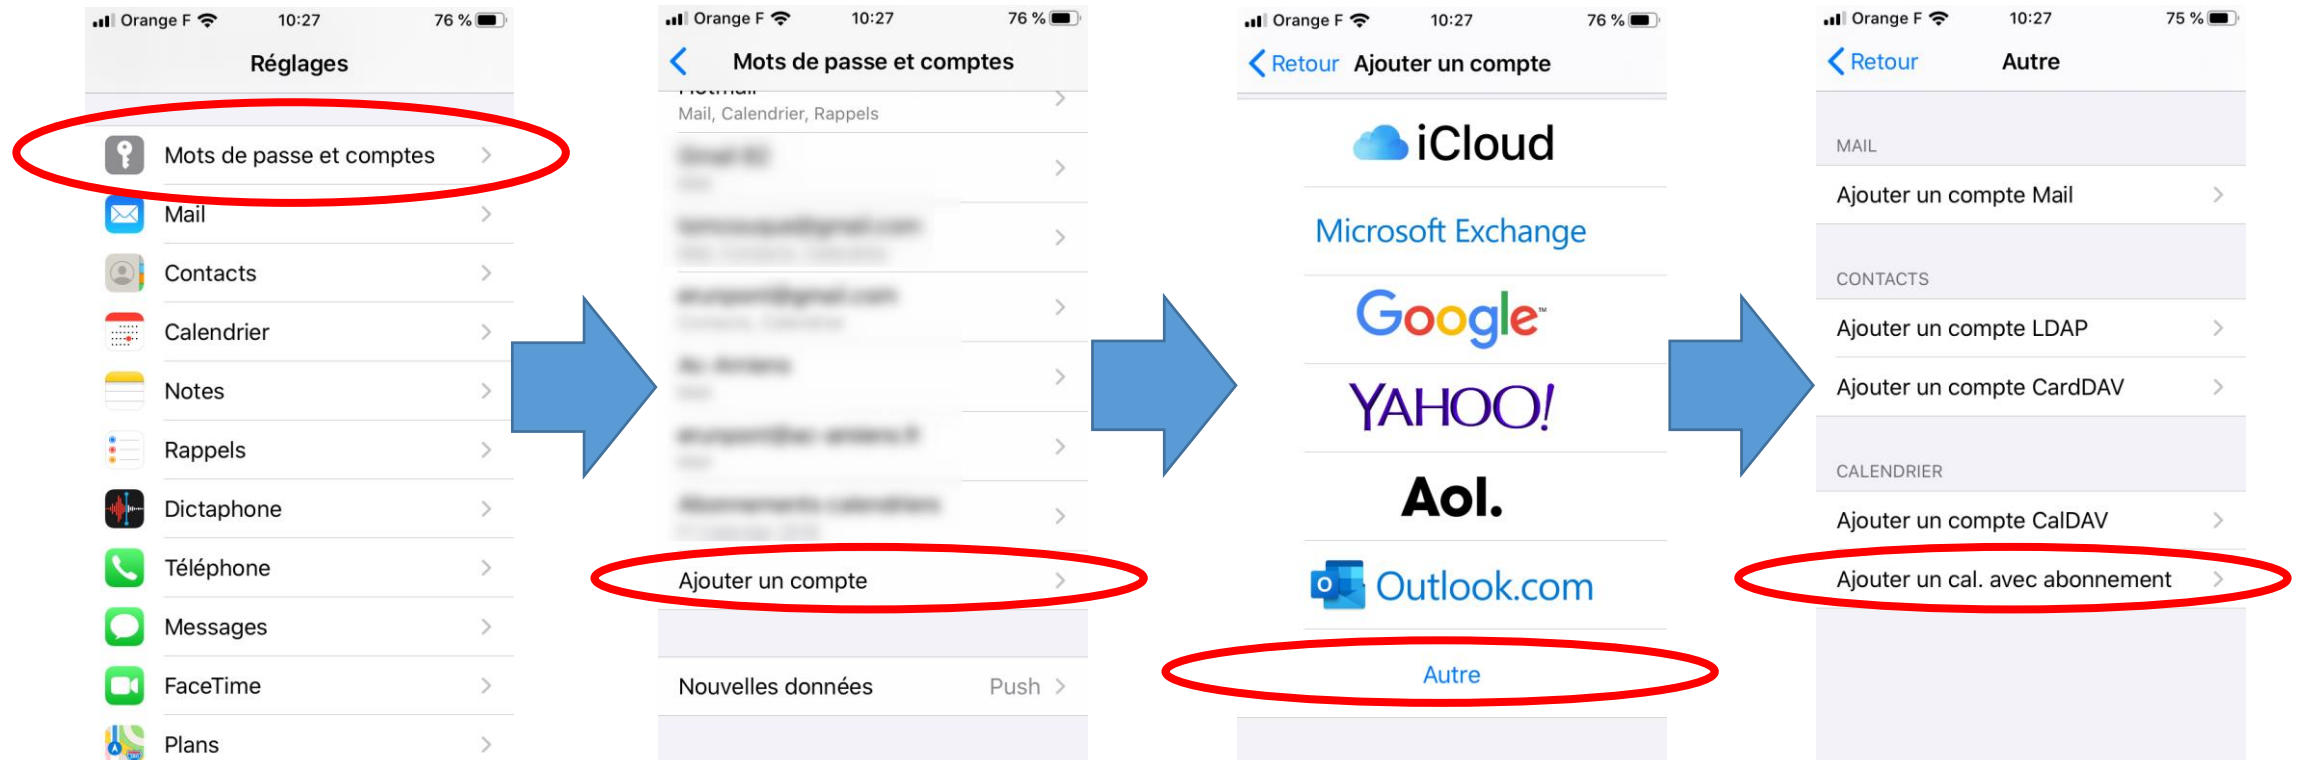 Orange F 10:27 76 %
Réglages
Mots de passe et comptes
Mail
Contacts
Calendrier
Notes
Rappels
Dictaphone
Téléphone
Messages
FaceTime
Plans
Orange F 10:27 76 %
Mots de passe et comptes
Mail, Calendrier, Rappels
Ajouter un compte
Nouvelles données Push
Orange F 10:27 76 %
Retour Ajouter un compte
iCloud
Microsoft Exchange
Google
YAHOO!
Aol.
Outlook.com
Autre
Orange F 10:27 75 %
Retour Autre
MAIL
Ajouter un compte Mail
CONTACTS
Ajouter un compte LDAP
Ajouter un compte CardDAV
CALENDRIER
Ajouter un compte CalDAV
Ajouter un cal. avec abonnement